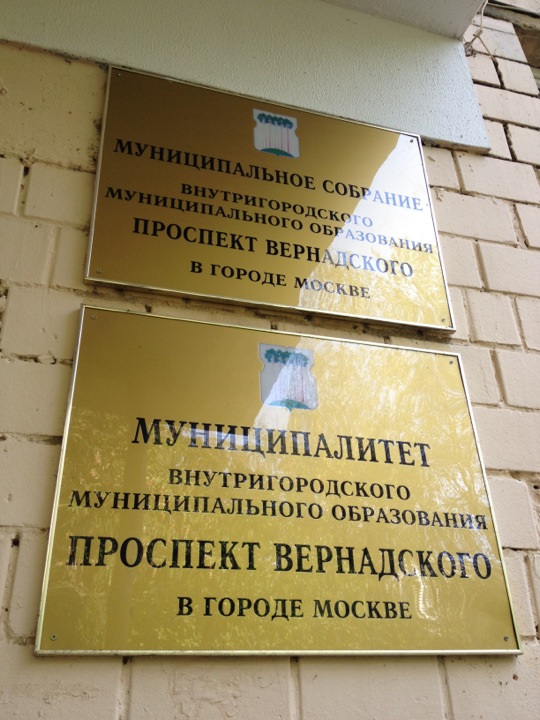 МУНИЦИПАЛЬНОЕ СОБРАНИЕ
ВНУТРИГОРОДСКОГО
МУНИЦИПАЛЬНОГО ОБРАЗОВАНИЯ
ПРОСПЕКТ ВЕРНАДСКОГО
В ГОРОДЕ МОСКВЕ
МУНИЦИПАЛИТЕТ
ВНУТРИГОРОДСКОГО
МУНИЦИПАЛЬНОГО ОБРАЗОВАНИЯ
ПРОСПЕКТ ВЕРНАДСКОГО
В ГОРОДЕ МОСКВЕ